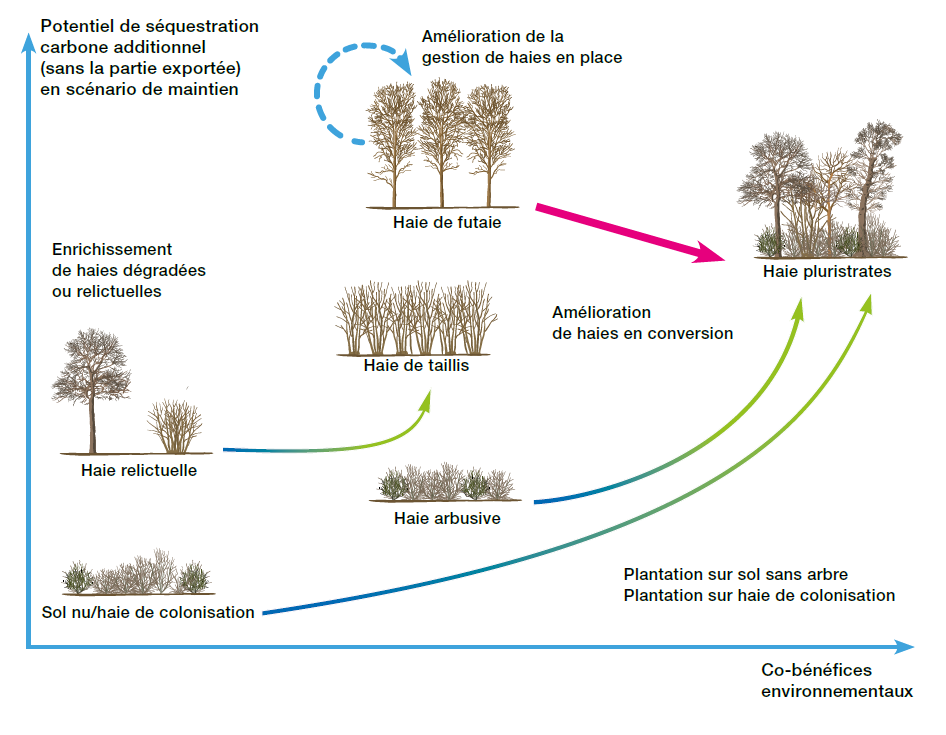 Potentiel de séquestration
carbone additionnel
(sans la partie exportée)
en scénario de maintien
Amélioration de la
gestion de haies en place
Haie de futaie
Haie pluristrates
Enrichissement
de haies dégradées
ou relictuelles
Amélioration
de haies en conversion
Haie de taillis
Haie relictuelle
Haie arbusive
Plantation sur sol sans arbre
Plantation sur haie de colonisation
Sol nu/haie de colonisation
Co-bénéfices
environnementaux